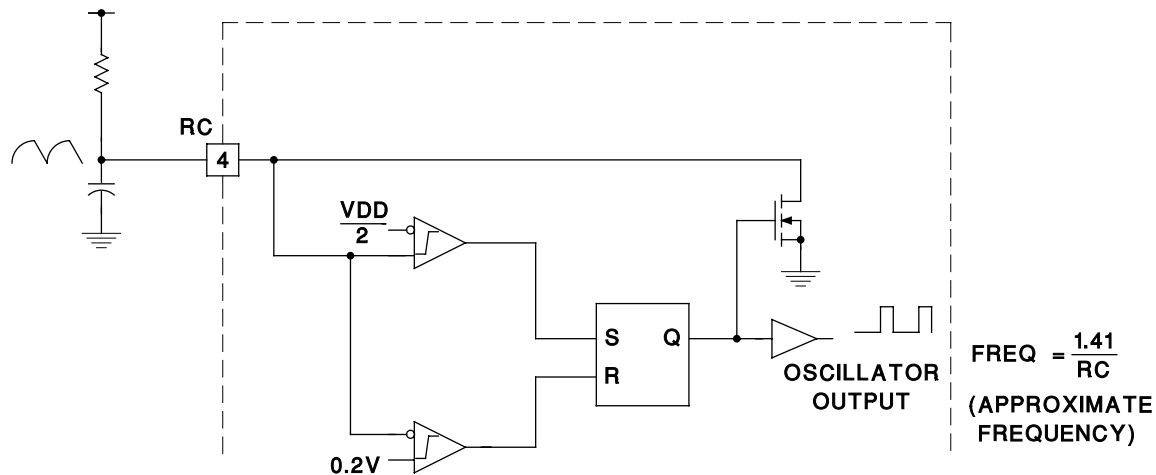 RC
4
VDD
2
S Q
R
0.2V
OSCILLATOR
OUTPUT
FREQ = 1.41
RC
(APPROXIMATE
FREQUENCY)